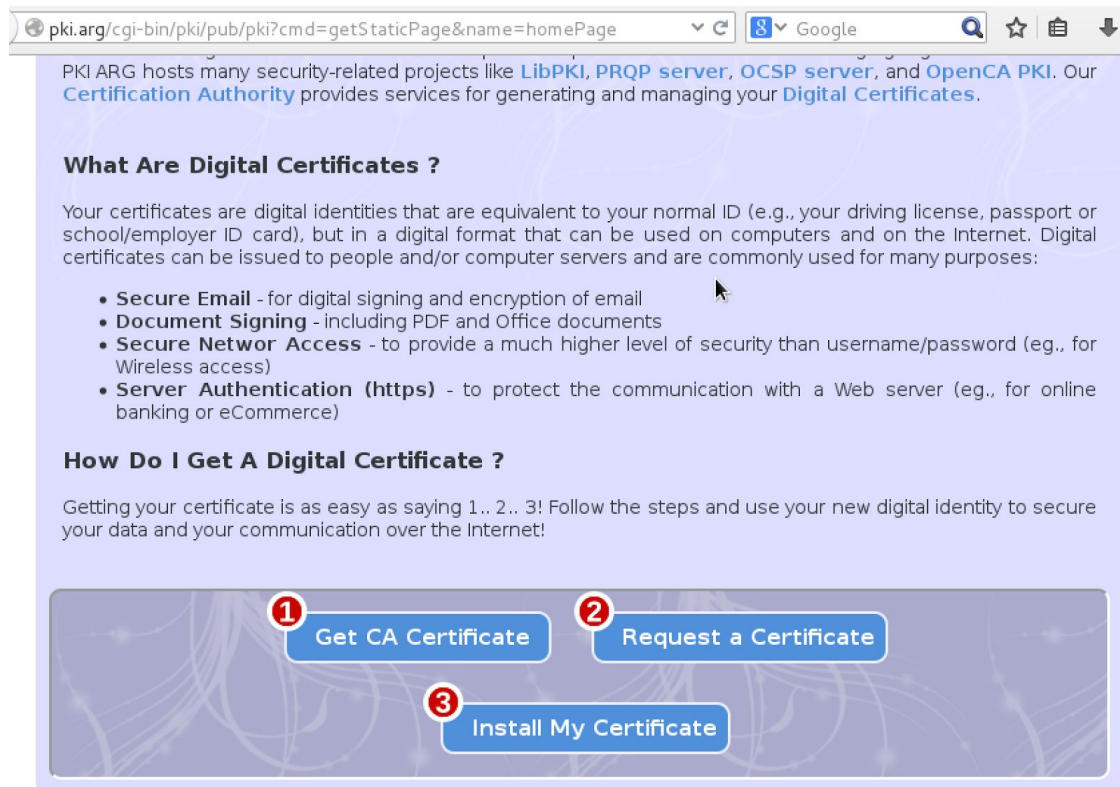 pki.arg/cgi-bin/pki/pub/pki?cmd=getStaticPage&name=homePage
Google
PKI ARG hosts many security-related projects like LibPKI, PRQP server, OCSP server, and OpenCA PKI. Our
Certification Authority provides services for generating and managing your Digital Certificates.
What Are Digital Certificates ?
Your certificates are digital identities that are equivalent to your normal ID (e.g., your driving license, passport or
school/employer ID card), but in a digital format that can be used on computers and on the Internet. Digital
certificates can be issued to people and/or computer servers and are commonly used for many purposes:
• Secure Email - for digital signing and encryption of email
• Document Signing - including PDF and Office documents
• Secure Networ Access - to provide a much higher level of security than username/password (eg., for
Wireless access)
• Server Authentication (https) - to protect the communication with a Web server (eg., for online
banking or eCommerce)
How Do I Get A Digital Certificate ?
Getting your certificate is as easy as saying 1.. 2.. 3! Follow the steps and use your new digital identity to secure
your data and your communication over the Internet!
1 Get CA Certificate
2 Request a Certificate
3 Install My Certificate